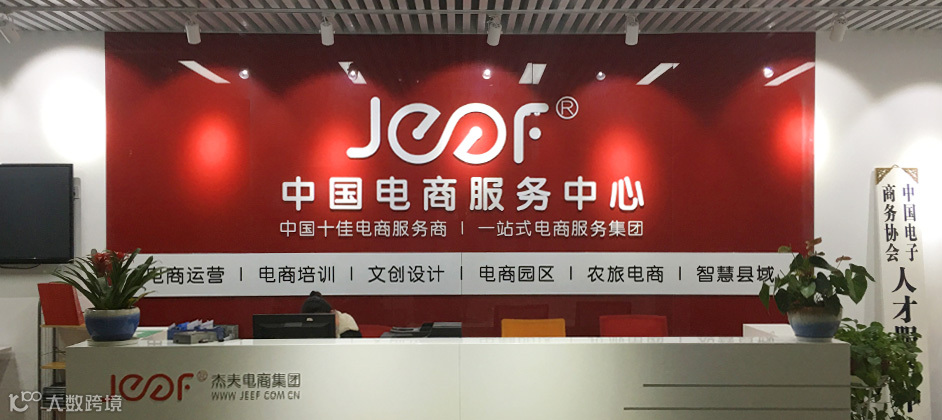 JEEF®
中国电商服务中心
中国十佳电商服务商 | 一站式电商服务集团
电商运营 | 电商培训 | 文创设计 | 电商园区 | 农旅电商 | 智慧县域
中国电子
商务协会
人才服
JEEF® 杰夫电商集团
WWW.JEEF.COM.CN
大数跨境